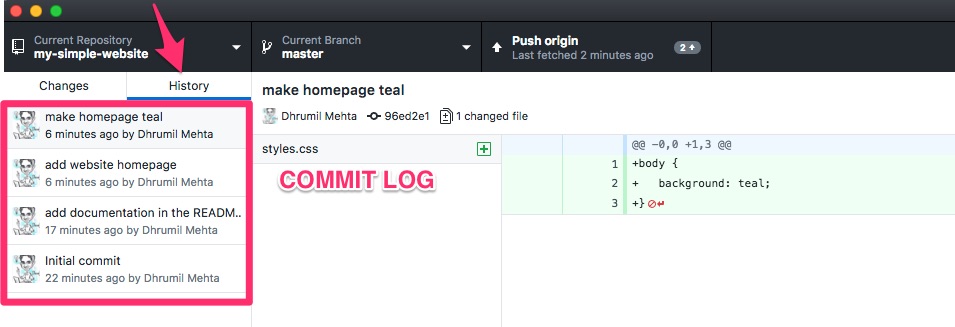 Current Repository
my-simple-website
Current Branch
master
Push origin
Last fetched 2 minutes ago
2
Changes
History
make homepage teal
6 minutes ago by Dhrumil Mehta
add website homepage
6 minutes ago by Dhrumil Mehta
add documentation in the READM..
17 minutes ago by Dhrumil Mehta
Initial commit
22 minutes ago by Dhrumil Mehta
make homepage teal
Dhrumil Mehta 96ed2e1 1 changed file
styles.css
COMMIT LOG
@@ -0,0 +1,3 @@
1 +body {
2 + background: teal;
3 +}